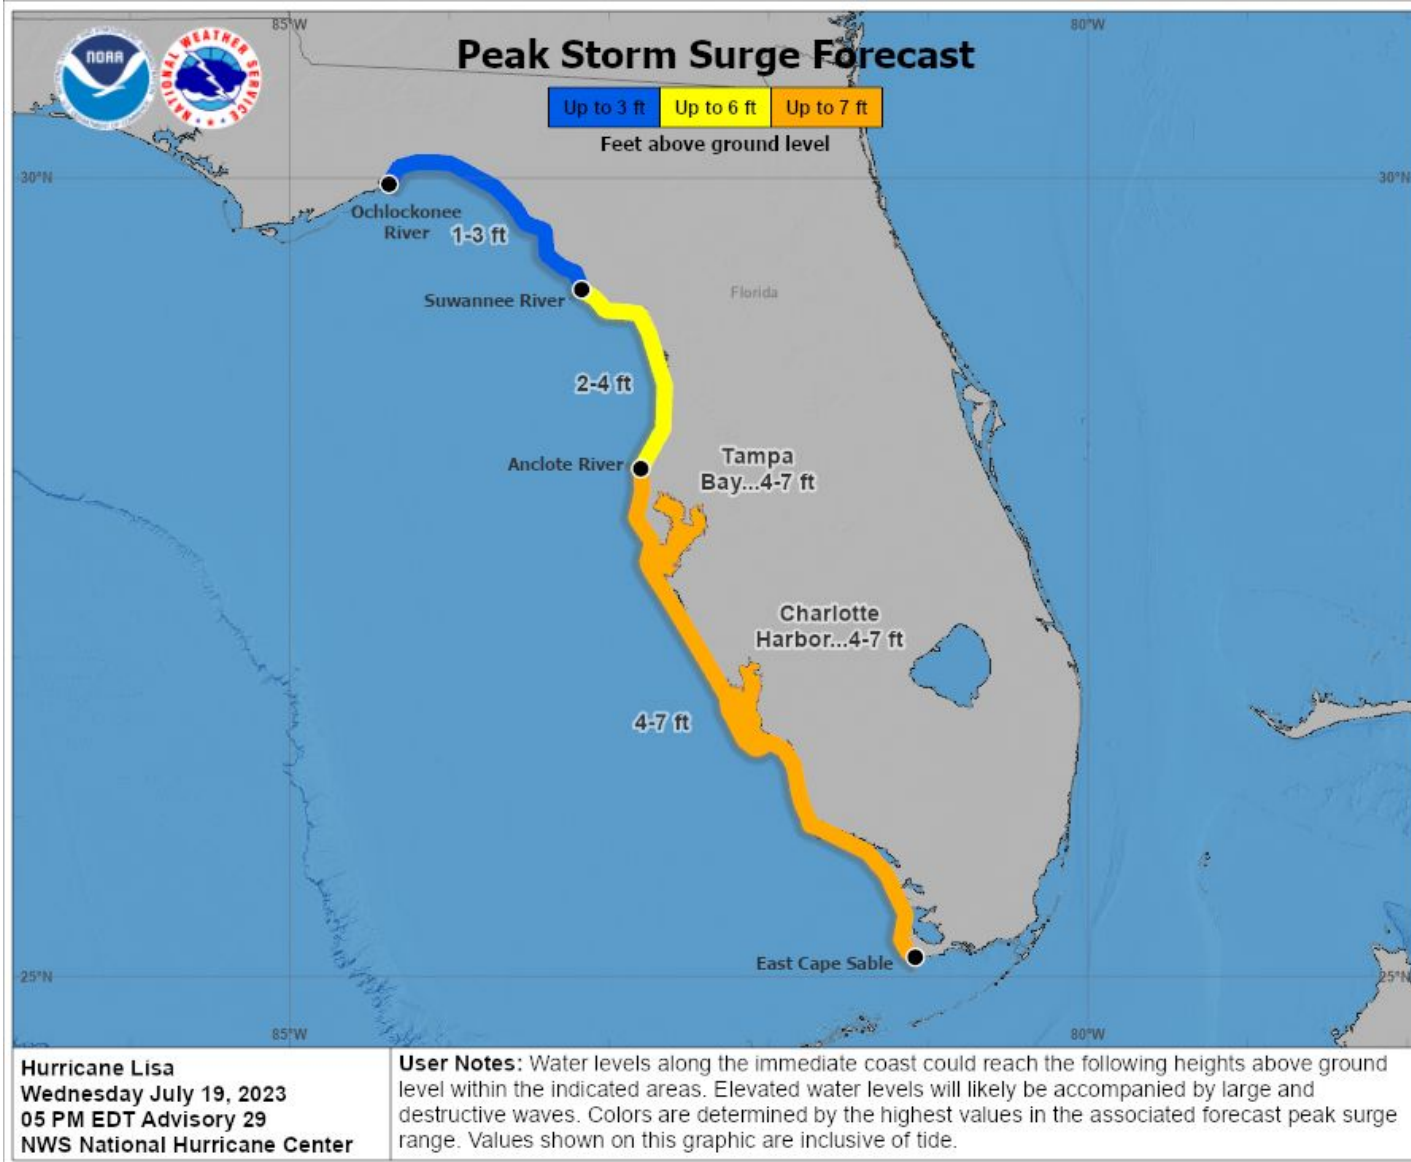 85°W
80°W
NOAA
NATIONAL WEATHER SERVICE
Peak Storm Surge Forecast
Up to 3 ft Up to 6 ft Up to 7 ft
Feet above ground level
30°N
30°N
Ochlockonee
River
1-3 ft
Suwannee River
Florida
2-4 ft
Anclote River
Tampa
Bay...4-7 ft
Charlotte
Harbor...4-7 ft
4-7 ft
East Cape Sable
25°N
25°N
85°W
80°W
Hurricane Lisa
Wednesday July 19, 2023
05 PM EDT Advisory 29
NWS National Hurricane Center
User Notes: Water levels along the immediate coast could reach the following heights above ground
level within the indicated areas. Elevated water levels will likely be accompanied by large and
destructive waves. Colors are determined by the highest values in the associated forecast peak surge
range. Values shown on this graphic are inclusive of tide.